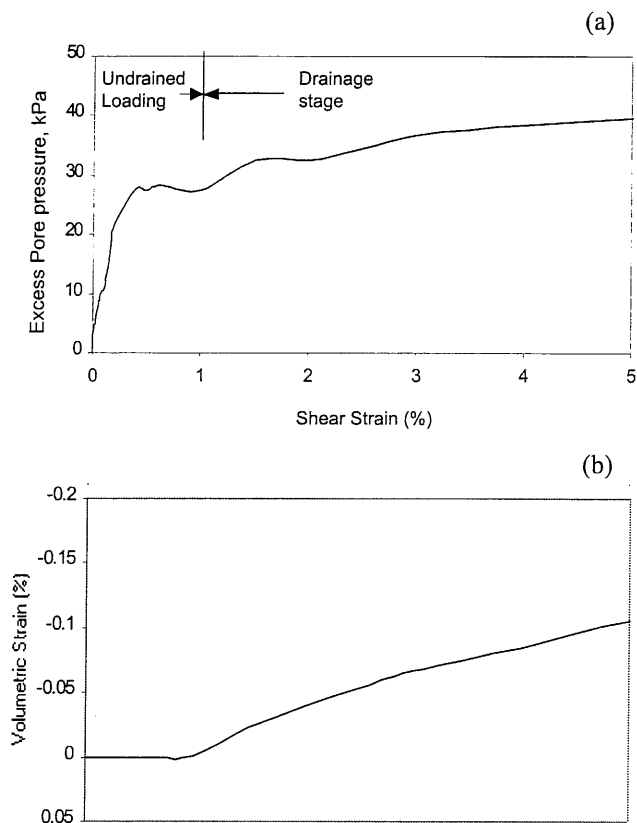 (a)
50
40
30
20
10
0
Excess Pore pressure, kPa
Undrained
Loading
Drainage
stage
0 1 2 3 4 5
Shear Strain (%)
(b)
-0.2
-0.15
-0.1
-0.05
0
0.05
Volumetric Strain (%)